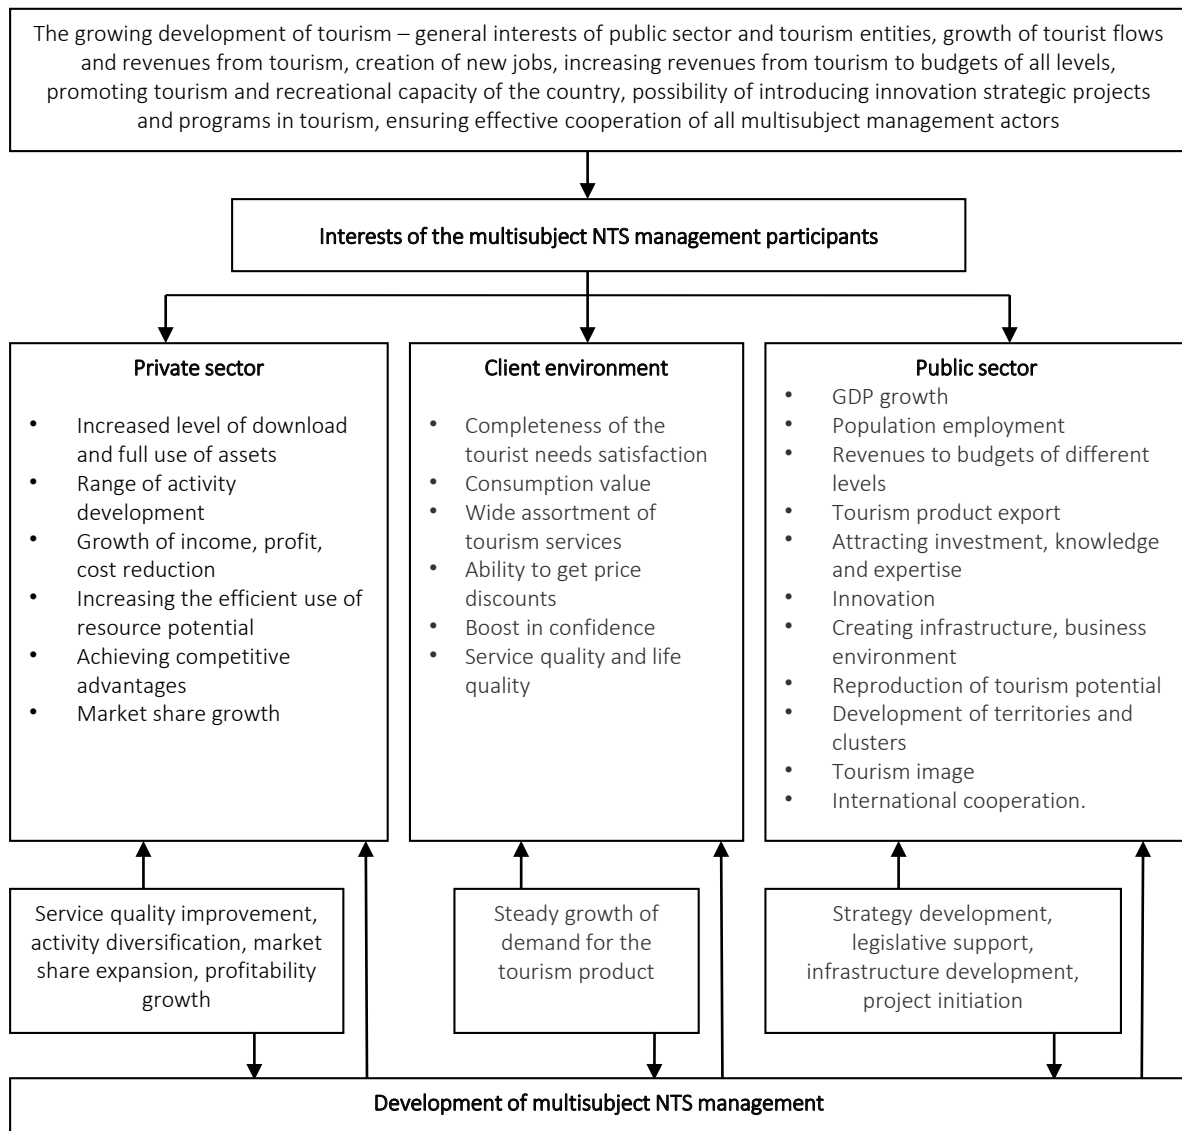 The growing development of tourism – general interests of public sector and tourism entities, growth of tourist flows
and revenues from tourism, creation of new jobs, increasing revenues from tourism to budgets of all levels,
promoting tourism and recreational capacity of the country, possibility of introducing innovation strategic projects
and programs in tourism, ensuring effective cooperation of all multisubject management actors
Interests of the multisubject NTS management participants
Private sector
• Increased level of download
and full use of assets
• Range of activity
development
• Growth of income, profit,
cost reduction
• Increasing the efficient use of
resource potential
• Achieving competitive
advantages
• Market share growth
Client environment
• Completeness of the
tourist needs satisfaction
• Consumption value
• Wide assortment of
tourism services
• Ability to get price
discounts
• Boost in confidence
• Service quality and life
quality
Public sector
• GDP growth
• Population employment
• Revenues to budgets of different
levels
• Tourism product export
• Attracting investment, knowledge
and expertise
• Innovation
• Creating infrastructure, business
environment
• Reproduction of tourism potential
• Development of territories and
clusters
• Tourism image
• International cooperation.
Service quality improvement,
activity diversification, market
share expansion, profitability
growth
Steady growth of
demand for the
tourism product
Strategy development,
legislative support,
infrastructure development,
project initiation
Development of multisubject NTS management